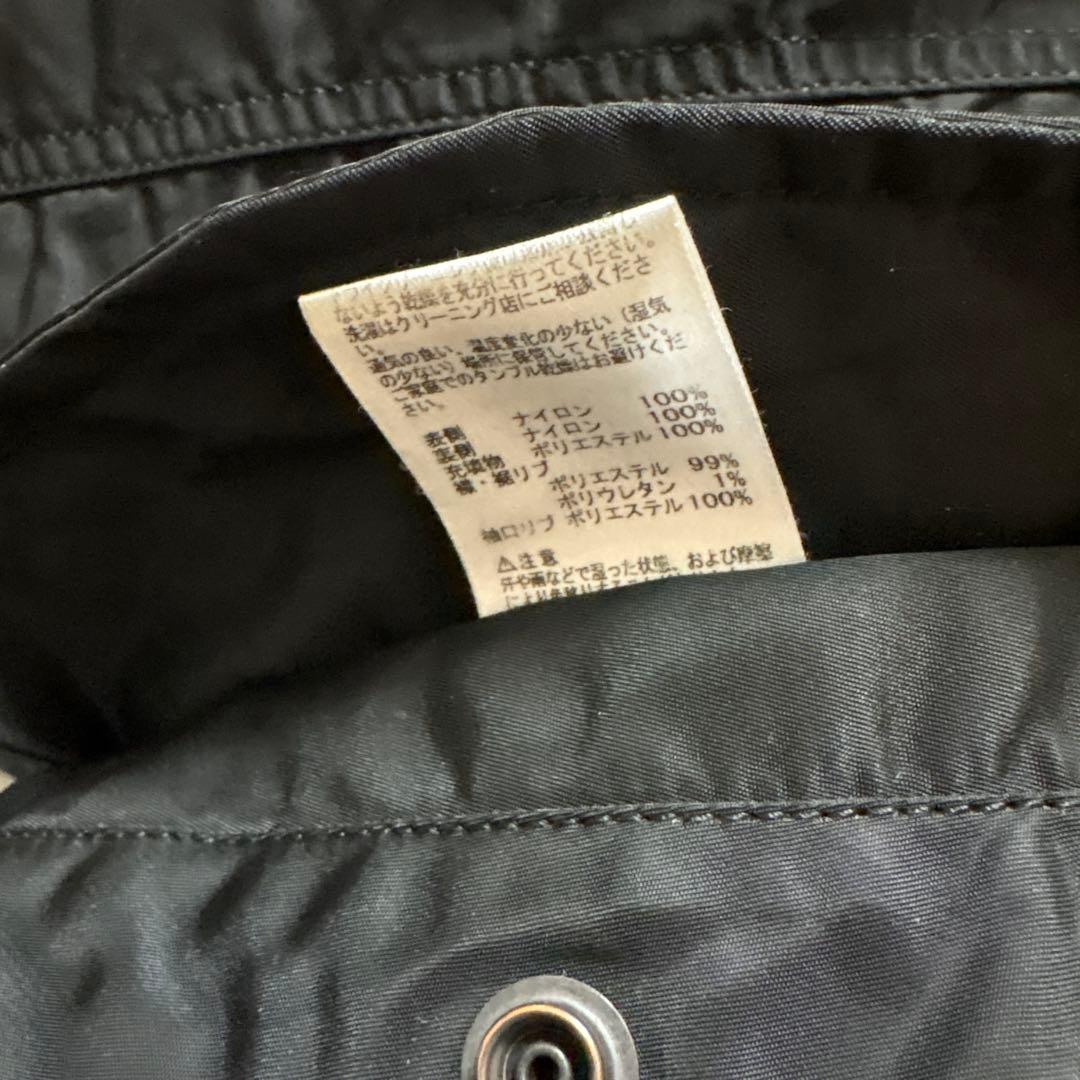 ないよう乾燥を充分に行ってください。
洗濯はクリーニング店にご相談くださ
い。
通気の良い、温度変化の少ない（湿気
の少ない）場所に保管してください。
ご家庭でのタンブル乾燥はお避けくだ
さい。
表側 ナイロン 100%
裏側 ナイロン 100%
充填物 ポリエステル 100%
襟・裾リブ
ポリエステル 99%
ポリウレタン 1%
袖口リブ ポリエステル 100%
⚠注意
汗や雨などで湿った状態、および摩擦
により